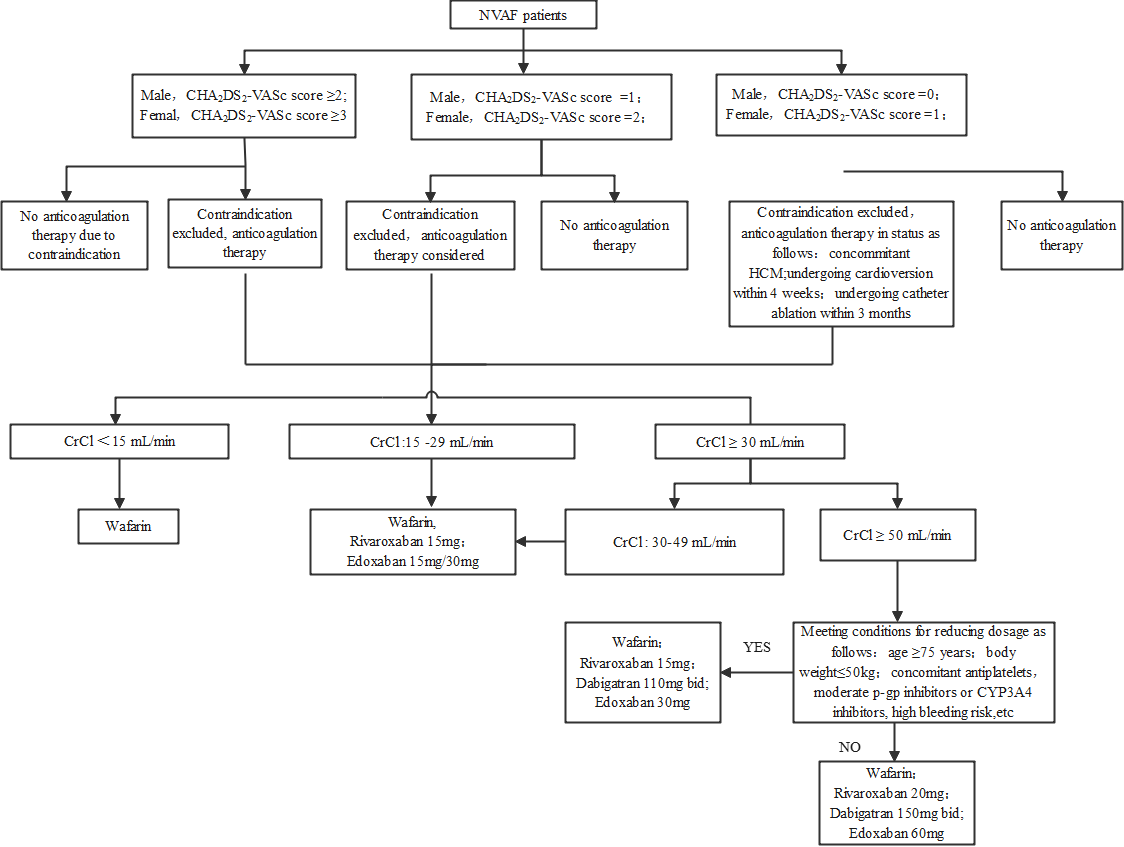 NVAF patients
Male，CHA₂DS₂-VASc score ≥2;
Femal，CHA₂DS₂-VASc score ≥3
Male，CHA₂DS₂-VASc score =1；
Female，CHA₂DS₂-VASc score =2；
Male，CHA₂DS₂-VASc score =0；
Female，CHA₂DS₂-VASc score =1；
No anticoagulation
therapy due to
contraindication
Contraindication
excluded, anticoagulation
therapy
Contraindication
excluded，anticoagulation
therapy considered
No anticoagulation
therapy
Contraindication excluded，
anticoagulation therapy in status as
follows：concommitant
HCM;undergoing cardioversion
within 4 weeks；undergoing catheter
ablation within 3 months
No anticoagulation
therapy
CrCl＜15 mL/min
CrCl:15 -29 mL/min
CrCl ≥ 30 mL/min
Wafarin
Wafarin,
Rivaroxaban 15mg；
Edoxaban 15mg/30mg
CrCl: 30-49 mL/min
CrCl ≥ 50 mL/min
Wafarin；
Rivaroxaban 15mg；
Dabigatran 110mg bid;
Edoxaban 30mg
YES
Meeting conditions for reducing dosage as
follows：age ≥75 years；body
weight≤50kg；concomitant antiplatelets，
moderate p-gp inhibitors or CYP3A4
inhibitors, high bleeding risk,etc
NO
Wafarin；
Rivaroxaban 20mg；
Dabigatran 150mg bid;
Edoxaban 60mg